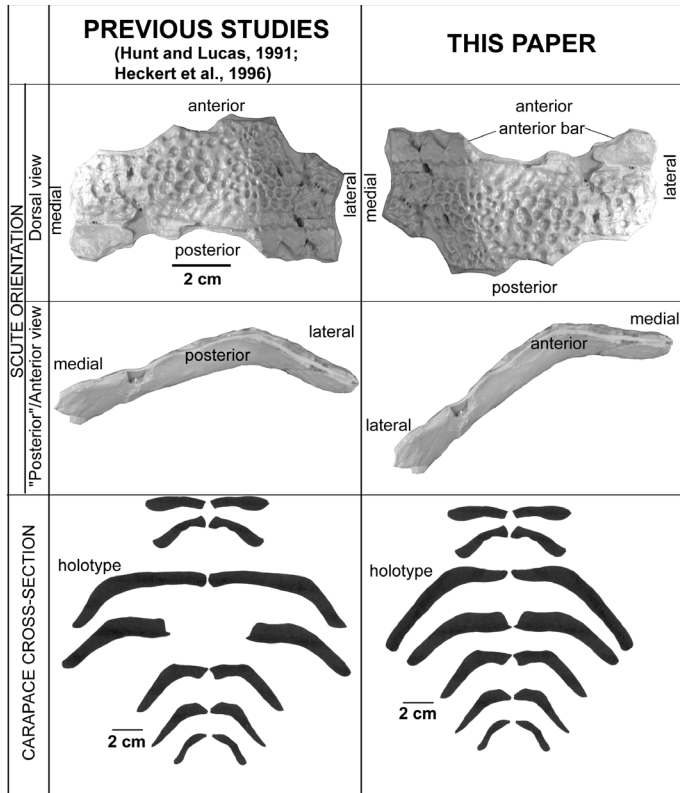 PREVIOUS STUDIES
(Hunt and Lucas, 1991;
Heckert et al., 1996)
THIS PAPER
SCUTE ORIENTATION
Dorsal view
anterior
medial
lateral
posterior
2 cm
anterior
anterior bar
medial
lateral
posterior
"Posterior"/Anterior view
medial
posterior
lateral
medial
anterior
lateral
CARAPACE CROSS-SECTION
holotype
2 cm
holotype
2 cm